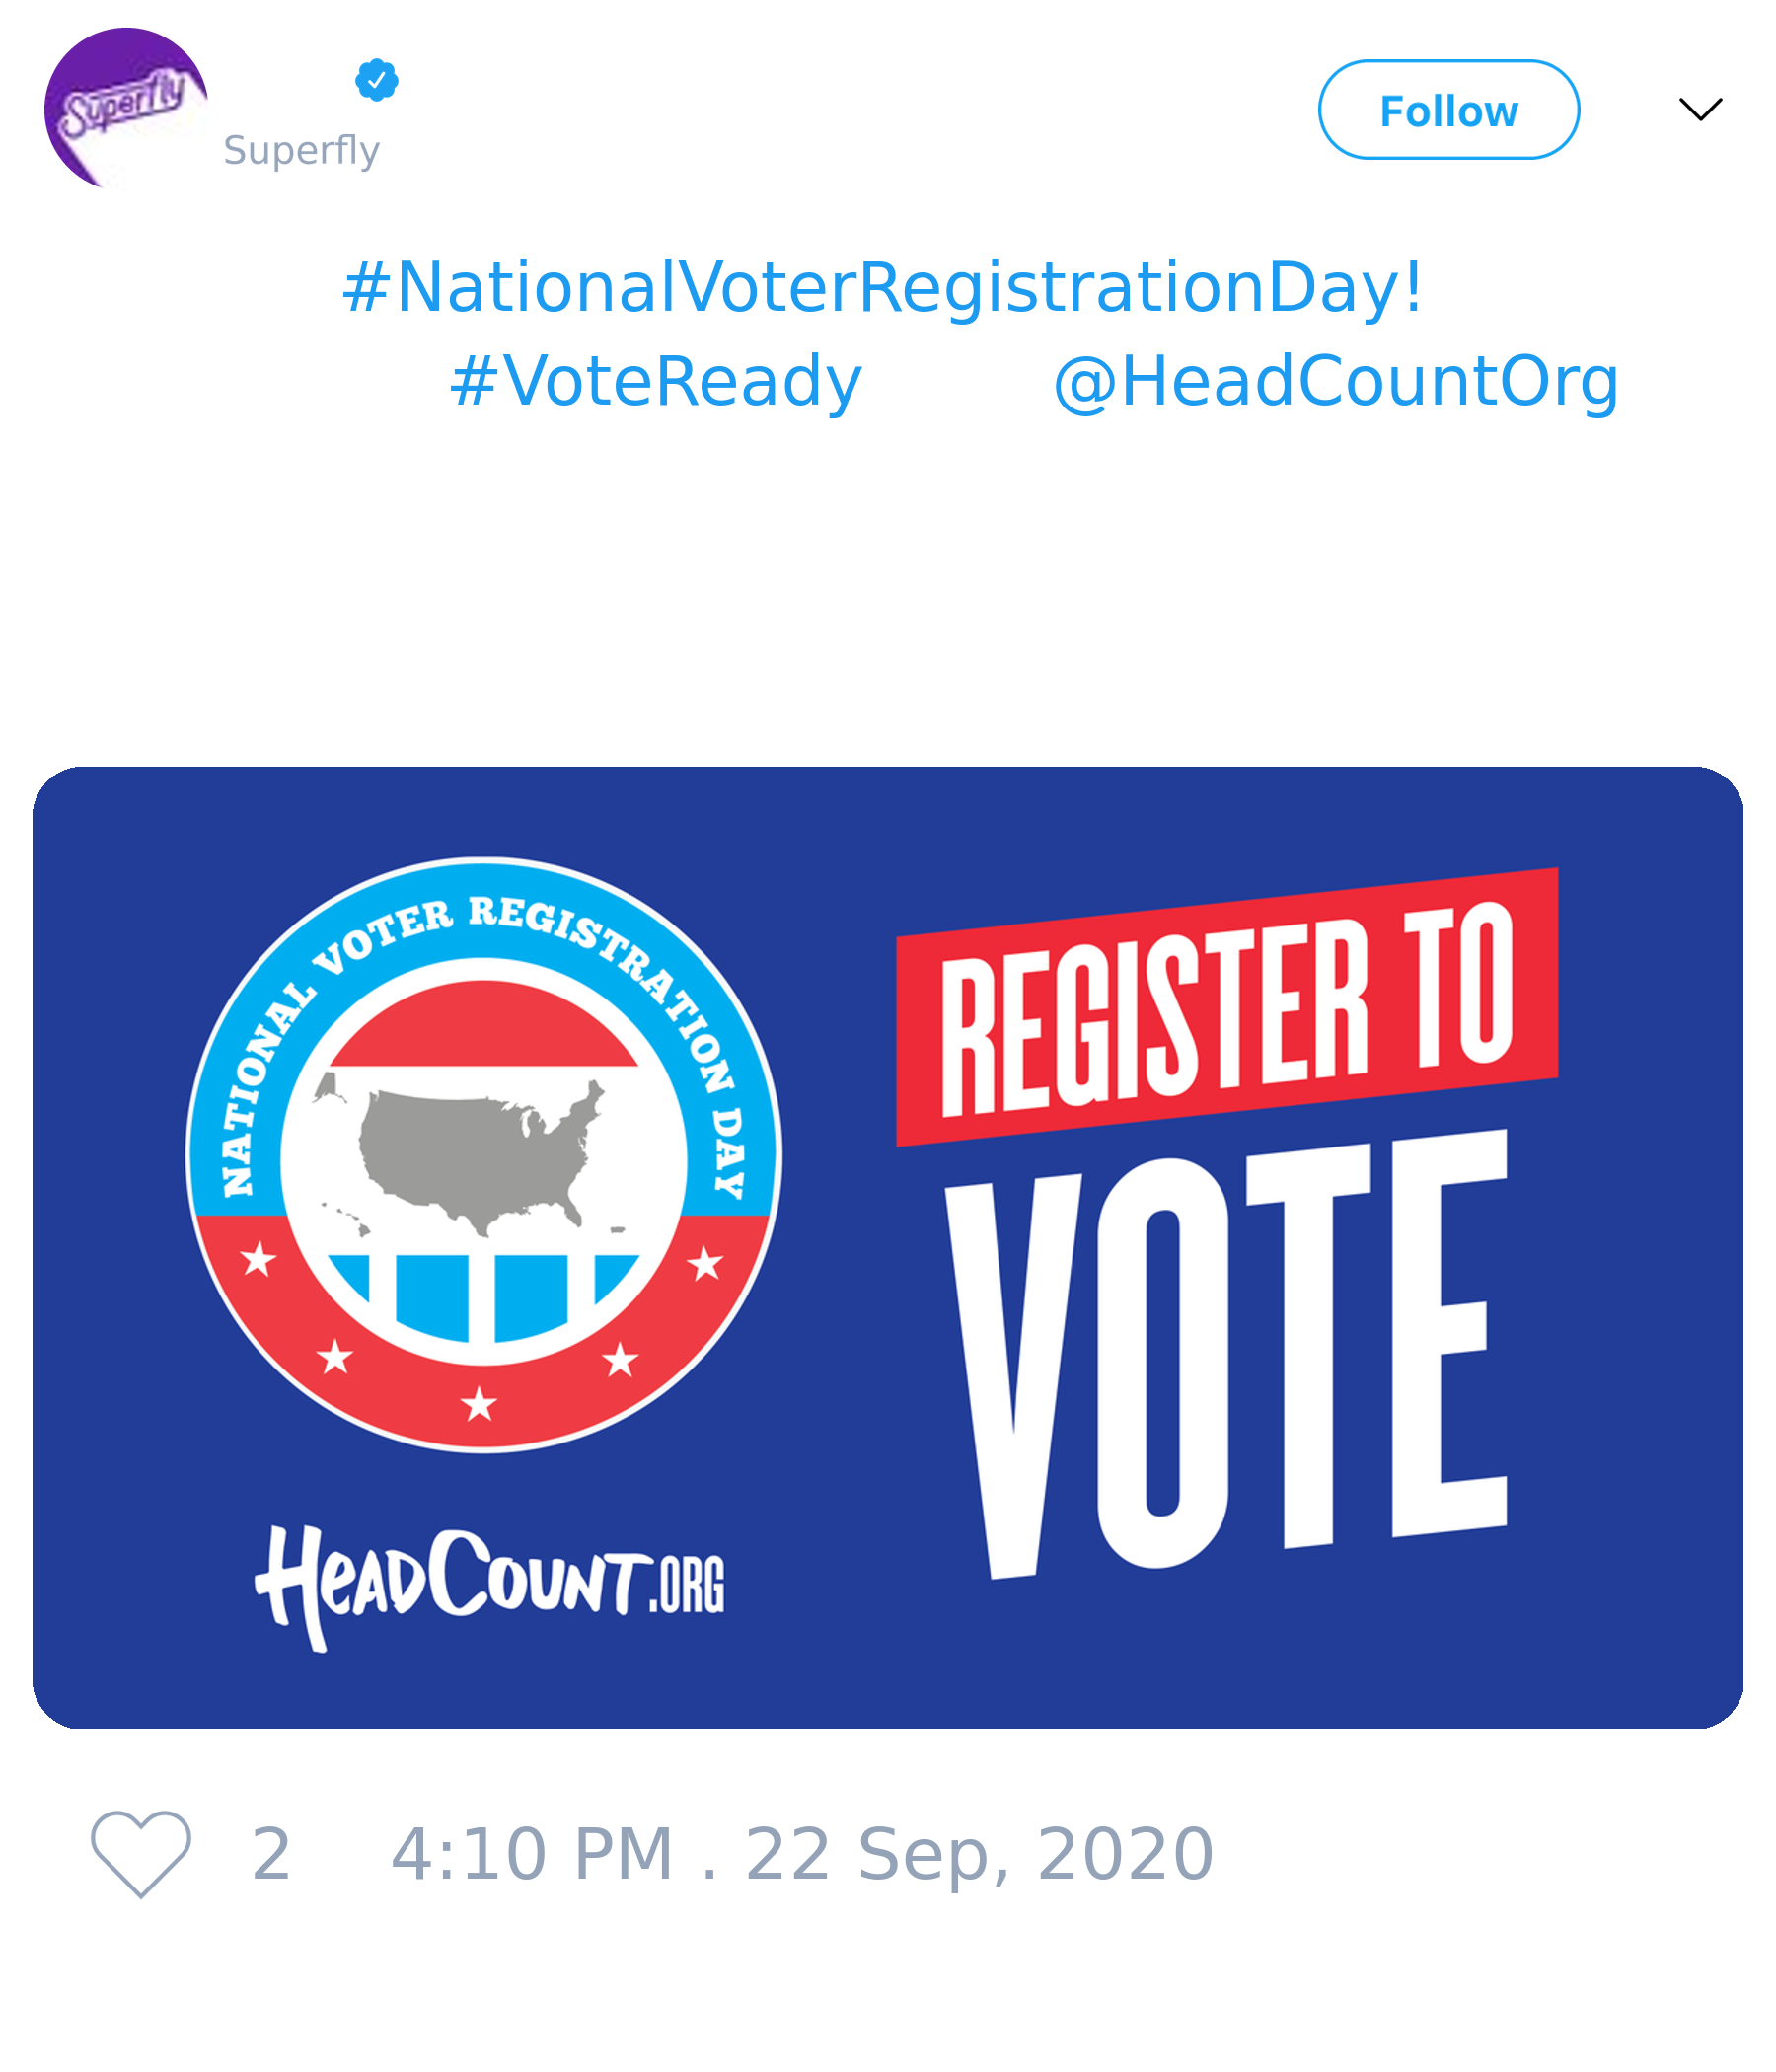 Superfly
Superfly
Follow
#NationalVoterRegistrationDay!
#VoteReady @HeadCountOrg
NATIONAL VOTER REGISTRATION DAY
REGISTER TO
VOTE
HEADCOUNT.ORG
2 4:10 PM . 22 Sep, 2020